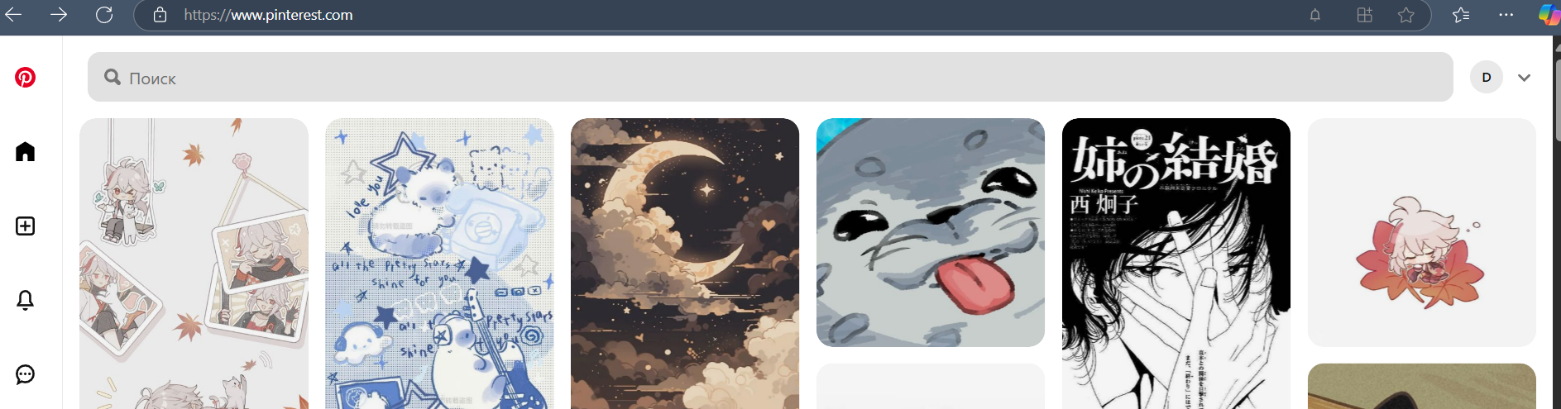 https://www.pinterest.com
Поиск
D
love you
all the pretty stars
shine for you
all t
pretty stars
shine
you
姉の結婚
西 炯子